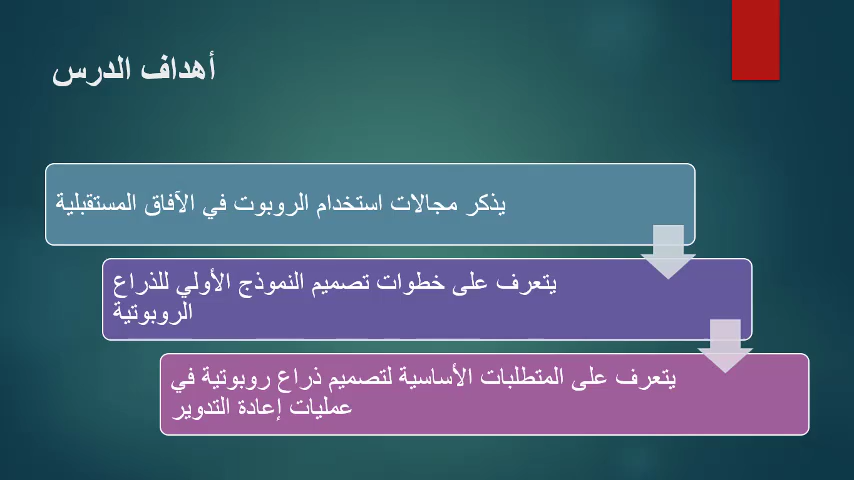 أهداف الدرس
يذكر مجالات استخدام الروبوت في الآفاق المستقبلية
يتعرف على خطوات تصميم النموذج الأولي للذراع
الروبوتية
يتعرف على المتطلبات الأساسية لتصميم ذراع روبوتية في
عمليات إعادة التدوير